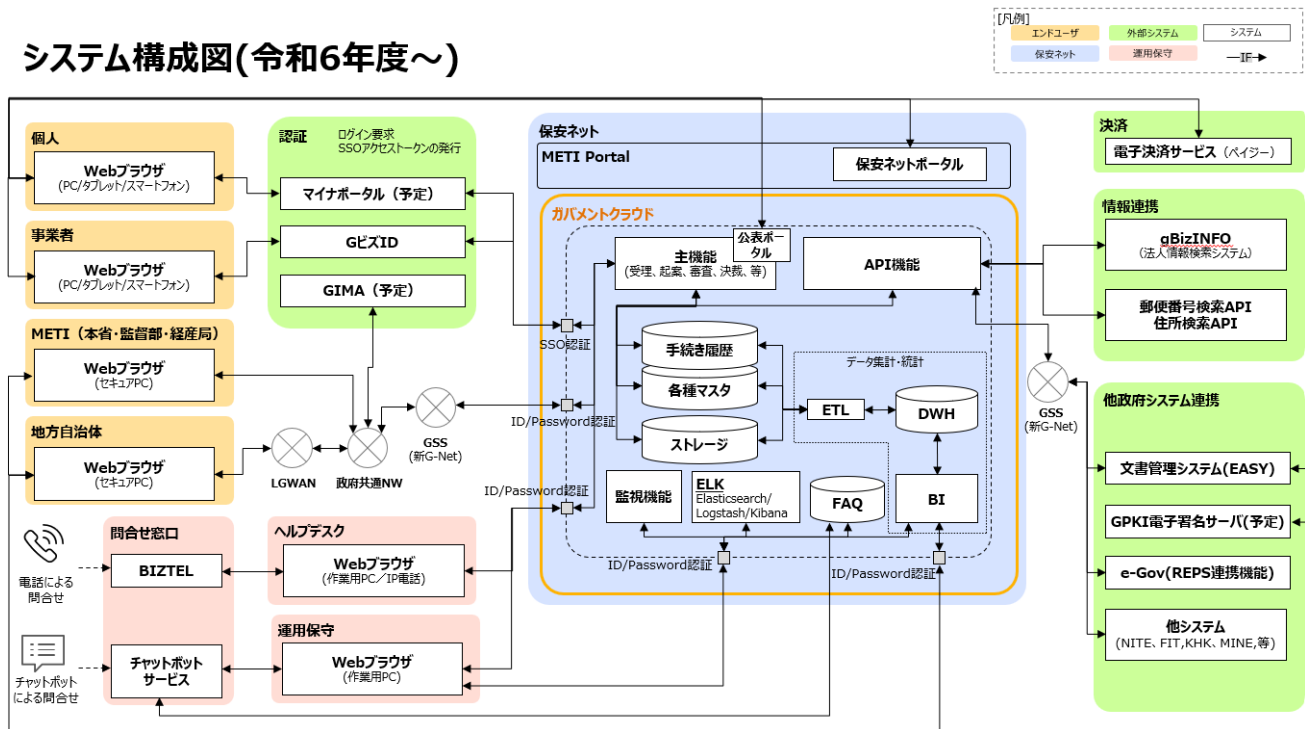 システム構成図(令和6年度～)
[凡例]
エンドユーザ
外部システム
システム
保安ネット
運用保守
IF
個人
Webブラウザ
(PC/タブレット/スマートフォン)
事業者
Webブラウザ
(PC/タブレット/スマートフォン)
METI（本省・監督部・経産局）
Webブラウザ
(セキュアPC)
地方自治体
Webブラウザ
(セキュアPC)
認証
ログイン要求
SSOアクセストークンの発行
マイナポータル（予定）
GビズID
GIMA（予定）
LGWAN
政府共通NW
GSS
(新G-Net)
電話による
問合せ
チャットボット
による問合せ
問合せ窓口
BIZTEL
チャットボット
サービス
ヘルプデスク
Webブラウザ
(作業用PC／IP電話)
運用保守
Webブラウザ
(作業用PC)
保安ネット
METI Portal
保安ネットポータル
ガバメントクラウド
主機能
(受理、起案、審査、決裁、等)
公表ポー
タル
API機能
SSO認証
ID/Password認証
ID/Password認証
手続き履歴
各種マスタ
ストレージ
データ集計・統計
ETL
DWH
BI
監視機能
ELK
Elasticsearch/
Logstash/Kibana
FAQ
ID/Password認証
ID/Password認証
GSS
(新G-Net)
決済
電子決済サービス（ペイジー）
情報連携
gBizINFO
（法人情報検索システム）
郵便番号検索API
住所検索API
他政府システム連携
文書管理システム(EASY)
GPKI電子署名サーバ(予定)
e-Gov(REPS連携機能)
他システム
(NITE、FIT,KHK、MINE,等)